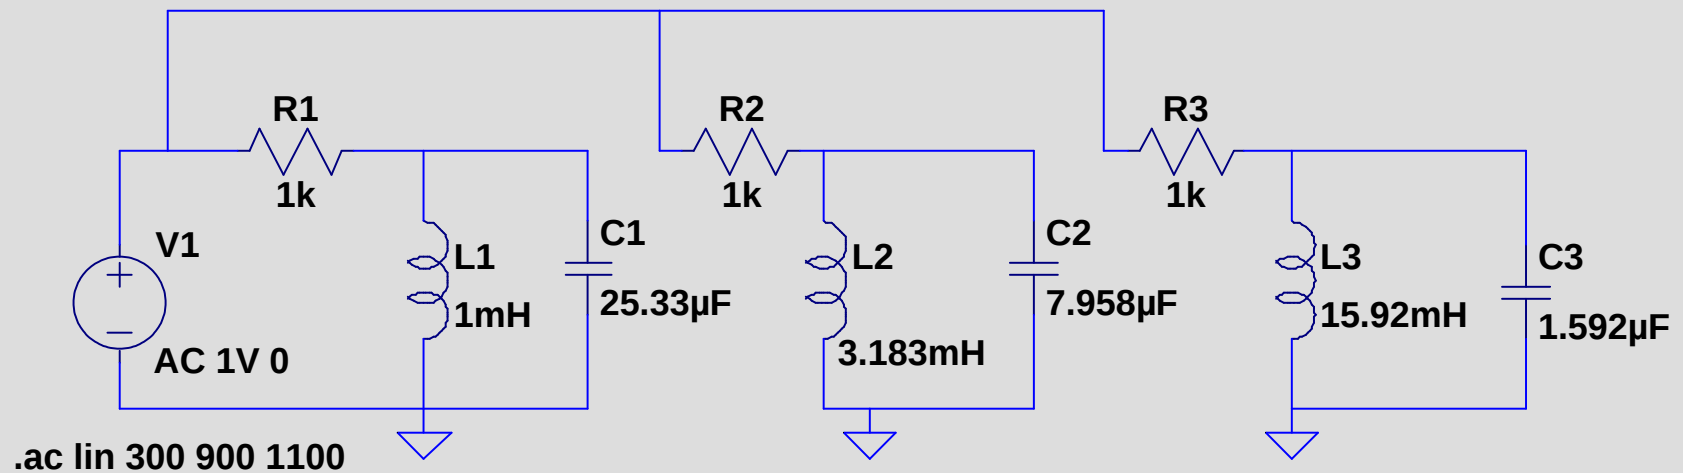 R1
1k
V1
AC 1V 0
L1
1mH
C1
25.33µF
R2
1k
L2
3.183mH
C2
7.958µF
R3
1k
L3
15.92mH
C3
1.592µF
.ac lin 300 900 1100